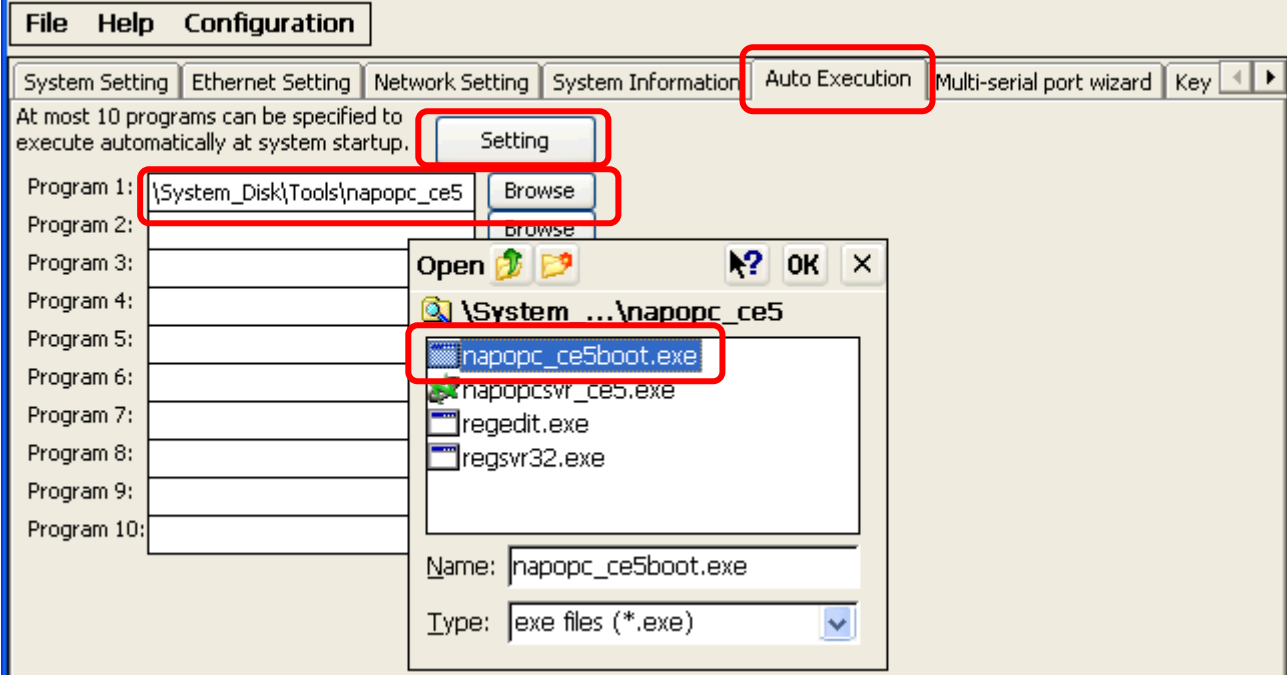 File Help Configuration
System Setting Ethernet Setting Network Setting System Information Auto Execution Multi-serial port wizard Key
At most 10 programs can be specified to
execute automatically at system startup.
Setting
Program 1: \System_Disk\Tools\napopc_ce5 Browse
Program 2: Browse
Program 3:
Program 4:
Program 5:
Program 6:
Program 7:
Program 8:
Program 9:
Program 10:
Open ? OK ×
\System_...\napopc_ce5
napopc_ce5boot.exe
napopcsvr_ce5.exe
regedit.exe
regsvr32.exe
Name: napopc_ce5boot.exe
Type: exe files (*.exe)